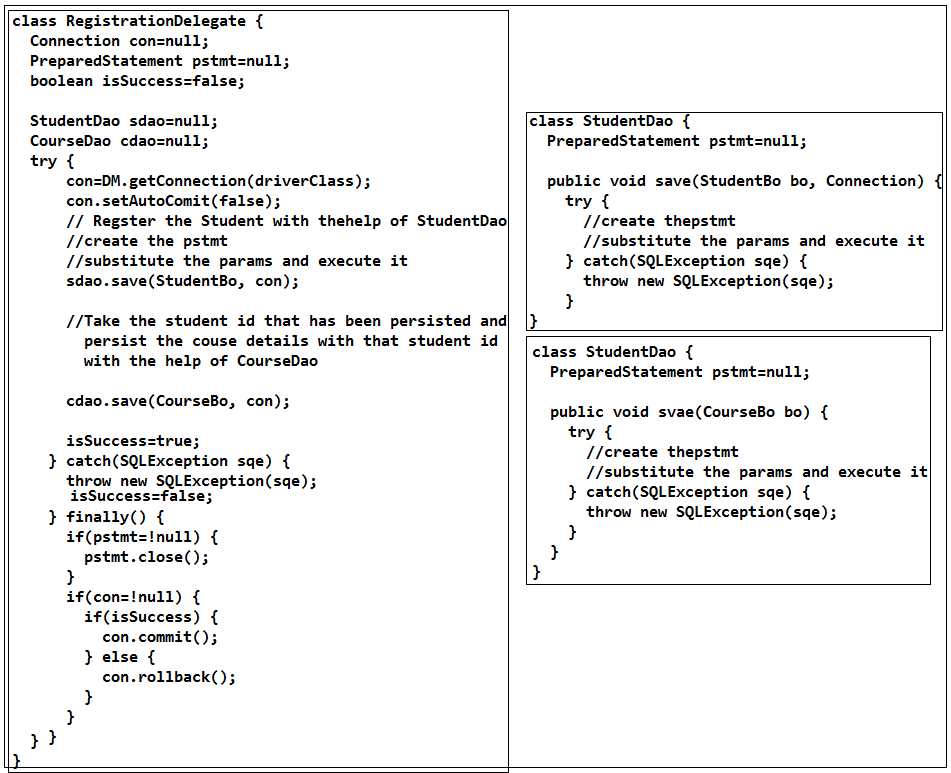 class RegistrationDelegate {
Connection con=null;
PreparedStatement pstmt=null;
boolean isSuccess=false;
StudentDao sdao=null;
CourseDao cdao=null;
try {
con=DM.getConnection(driverClass);
con.setAutoComit(false);
// Regster the Student with thehelp of StudentDao
//create the pstmt
//substitute the params and execute it
sdao.save(StudentBo, con);
//Take the student id that has been persisted and
persist the couse details with that student id
with the help of CourseDao
cdao.save(CourseBo, con);
isSuccess=true;
} catch(SQLException sqe) {
throw new SQLException(sqe);
isSuccess=false;
} finally() {
if(pstmt=!null) {
pstmt.close();
}
if(con=!null) {
if(isSuccess) {
con.commit();
} else {
con.rollback();
}
}
} }
}
class StudentDao {
PreparedStatement pstmt=null;
public void save(StudentBo bo, Connection) {
try {
//create thepstmt
//substitute the params and execute it
} catch(SQLException sqe) {
throw new SQLException(sqe);
}
}
class StudentDao {
PreparedStatement pstmt=null;
public void svae(CourseBo bo) {
try {
//create thepstmt
//substitute the params and execute it
} catch(SQLException sqe) {
throw new SQLException(sqe);
}
}
}